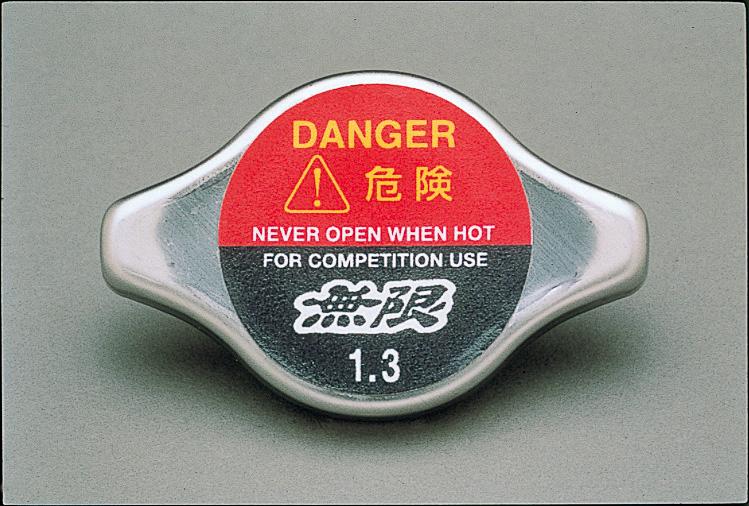 DANGER
危険
NEVER OPEN WHEN HOT
FOR COMPETITION USE
無限
1.3